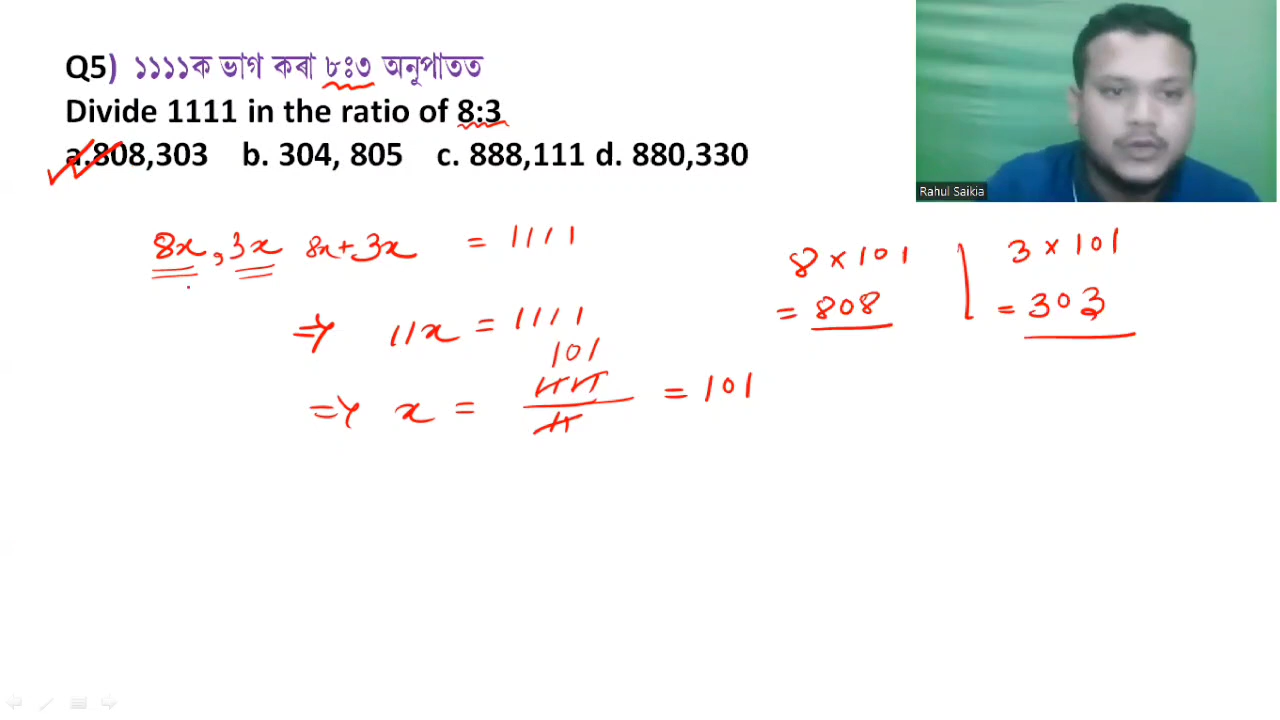 Q5) ১১১১ক ভাগ কৰা ৮ঃ৩ অনুপাতত
Divide 1111 in the ratio of 8:3
a.808,303 b. 304, 805 c. 888,111 d. 880,330
Rahul Saikia
8x, 3x 8x+3x = 1111
=> 11x = 1111
101
=> x = 1111/11 = 101
8 × 101
= 808
3 × 101
= 303